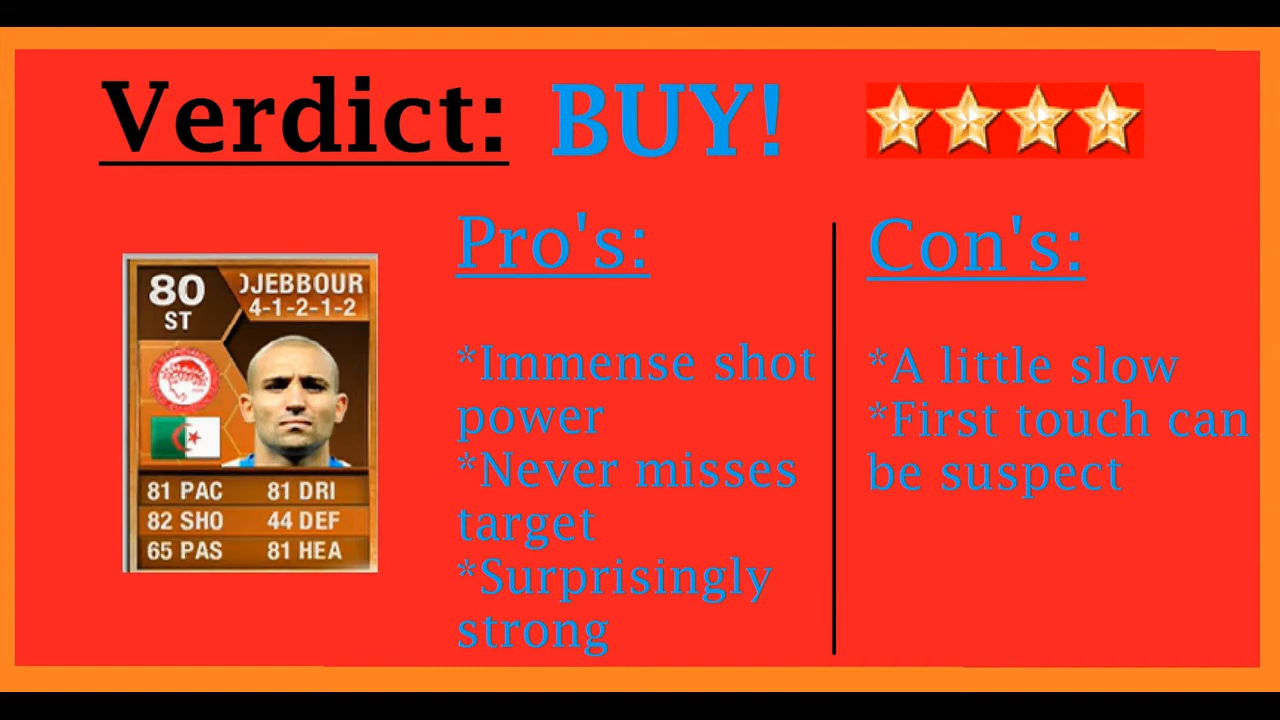 Verdict: BUY!
Pro's:
Con's:
80
ST
DJEBBOUR
4-1-2-1-2
81 PAC 81 DRI
82 SHO 44 DEF
65 PAS 81 HEA
*Immense shot
power
*Never misses
target
*Surprisingly
strong
*A little slow
*First touch can
be suspect